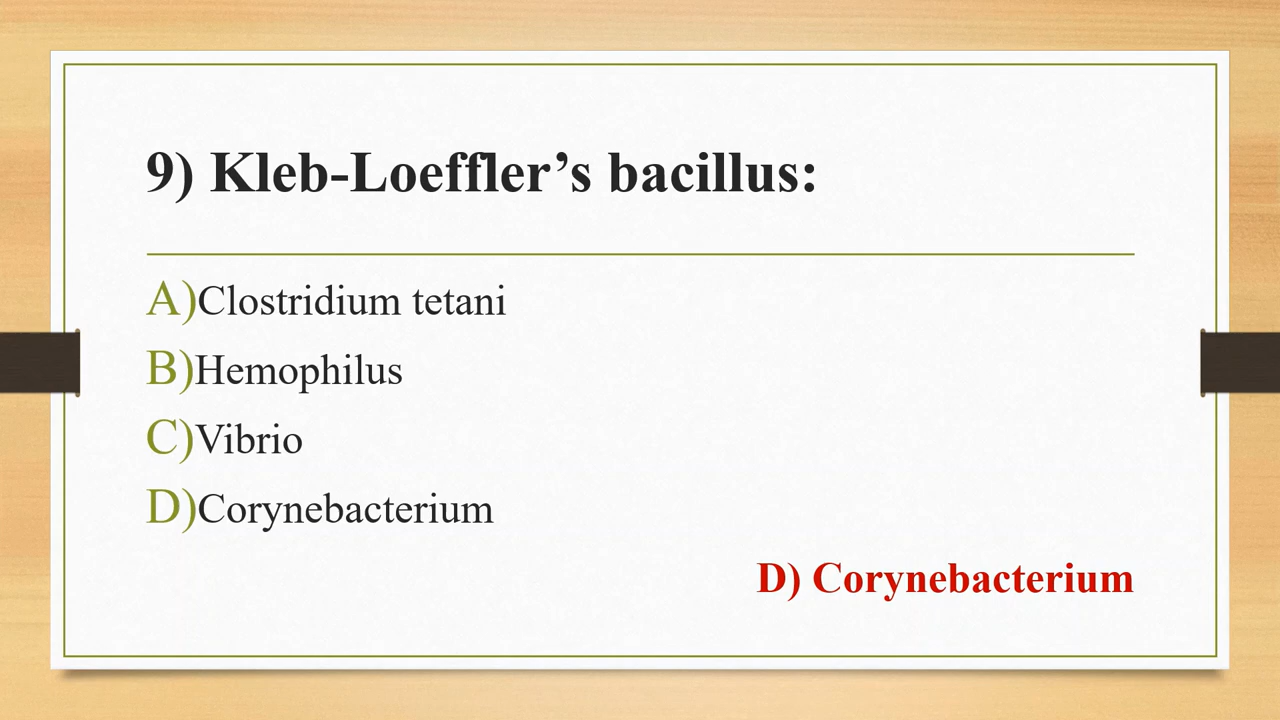 9) Kleb-Loeffler’s bacillus:
A)Clostridium tetani
B)Hemophilus
C)Vibrio
D)Corynebacterium
D) Corynebacterium